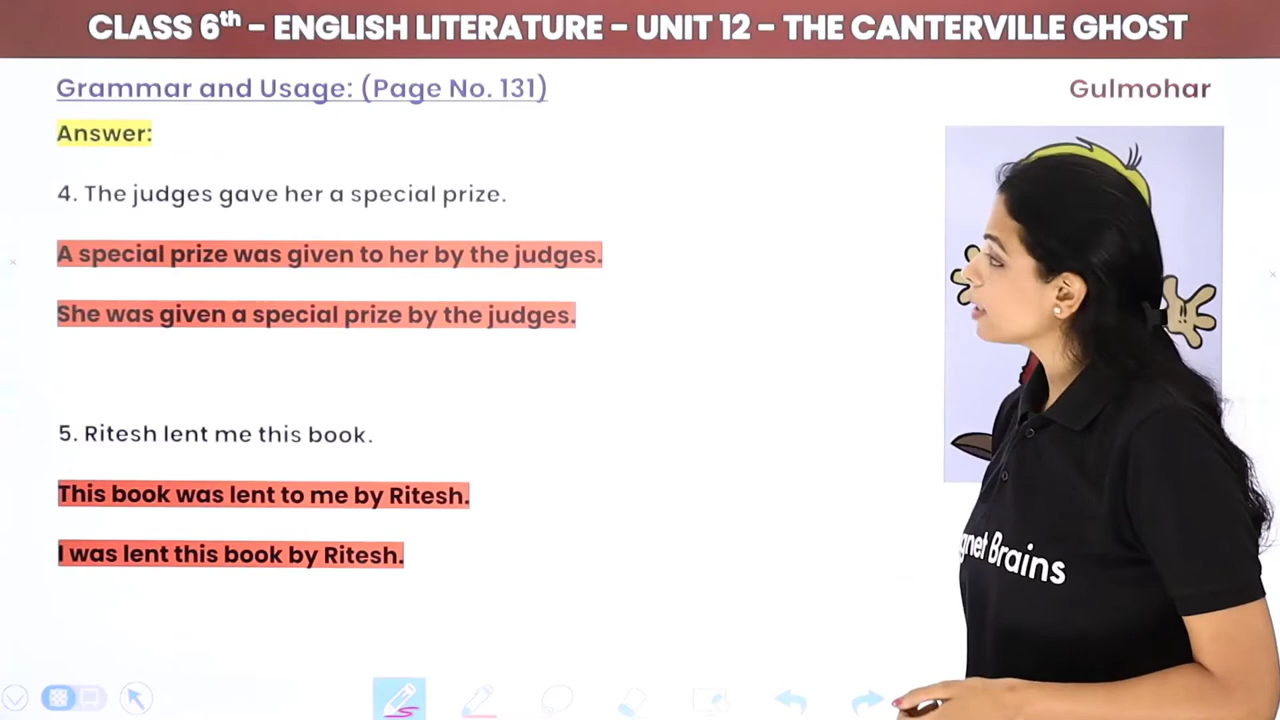 CLASS 6th – ENGLISH LITERATURE – UNIT 12 – THE CANTERVILLE GHOST
Grammar and Usage: (Page No. 131)
Gulmohar
Answer:
4. The judges gave her a special prize.
A special prize was given to her by the judges.
She was given a special prize by the judges.
5. Ritesh lent me this book.
This book was lent to me by Ritesh.
I was lent this book by Ritesh.
Brains